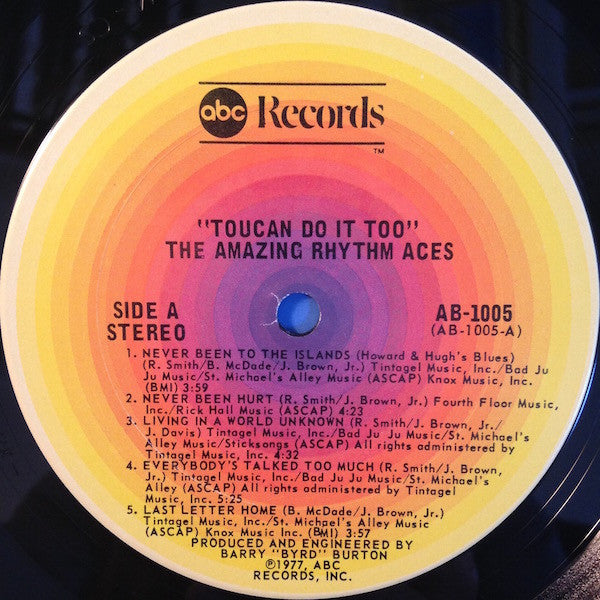 abc Records
TM
"TOUCAN DO IT TOO"
THE AMAZING RHYTHM ACES
SIDE A
STEREO
AB-1005
(AB-1005-A)
1. NEVER BEEN TO THE ISLANDS (Howard & Hugh's Blues)
(R. Smith/B. McDade/J. Brown, Jr.) Tintagel Music, Inc./Bad Ju
Ju Music/St. Michael's Alley Music (ASCAP) Knox Music, Inc.
(BMI) 3:59
2. NEVER BEEN HURT (R. Smith/J. Brown, Jr.) Fourth Floor Music,
Inc./Rick Hall Music (ASCAP) 4:23
3. LIVING IN A WORLD UNKNOWN (R. Smith/J. Brown, Jr./
J. Davis) Tintagel Music, Inc./Bad Ju Ju Music/St. Michael's
Alley Music/Sticksongs (ASCAP) All rights administered by
Tintagel Music, Inc. 4:32
4. EVERYBODY'S TALKED TOO MUCH (R. Smith/J. Brown,
Jr.) Tintagel Music, Inc./Bad Ju Ju Music/St. Michael's
Alley (ASCAP) All rights administered by Tintagel
Music, Inc. 5:25
5. LAST LETTER HOME (B. McDade/J. Brown, Jr.)
Tintagel Music, Inc./St. Michael's Alley Music
(ASCAP) Knox Music Inc. (BMI) 3:57
PRODUCED AND ENGINEERED BY
BARRY "BYRD" BURTON
Ⓟ1977, ABC
RECORDS, INC.